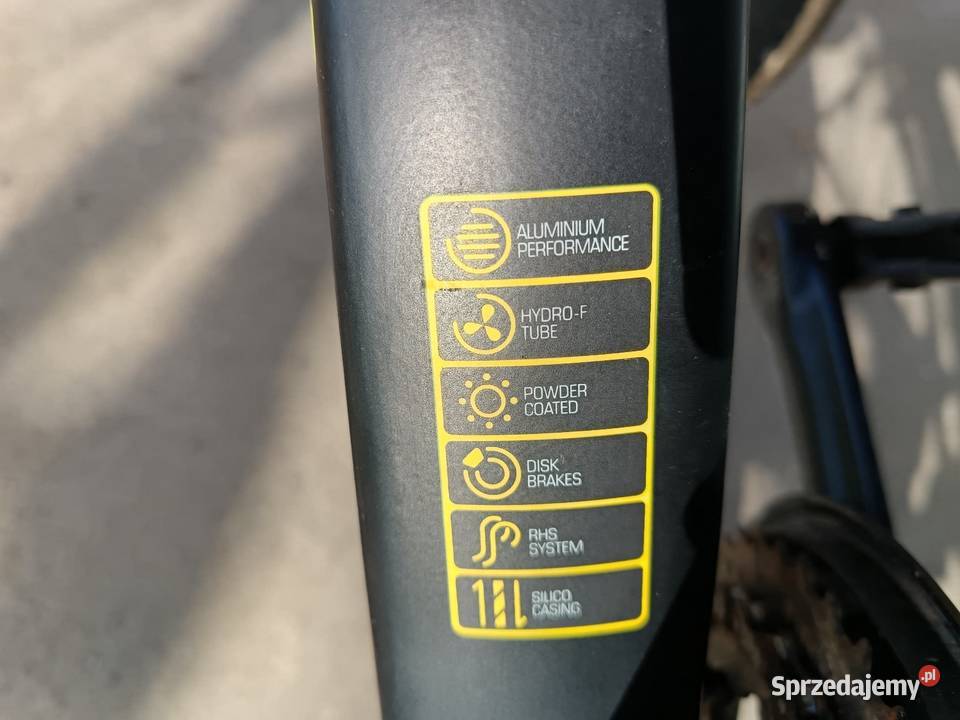 ALUMINIUM
PERFORMANCE
HYDRO-F
TUBE
POWDER
COATED
DISK
BRAKES
RHS
SYSTEM
SILICO
CASING
Sprzedajemy.pl